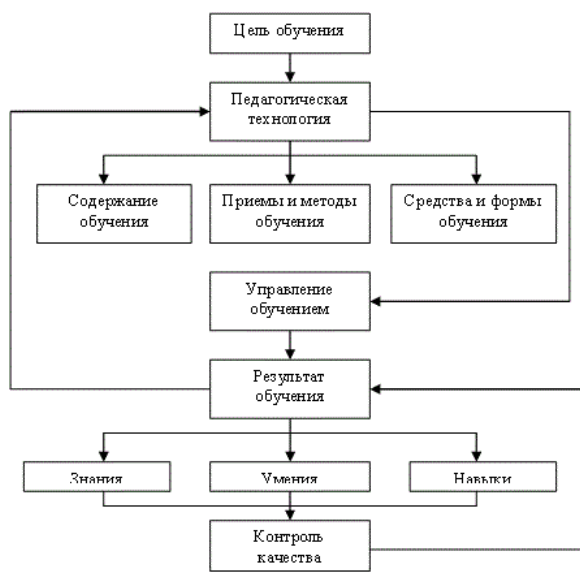 Цель обучения
Педагогическая
технология
Содержание
обучения
Приемы и методы
обучения
Средства и формы
обучения
Управление
обучением
Результат
обучения
Знания
Умения
Навыки
Контроль
качества